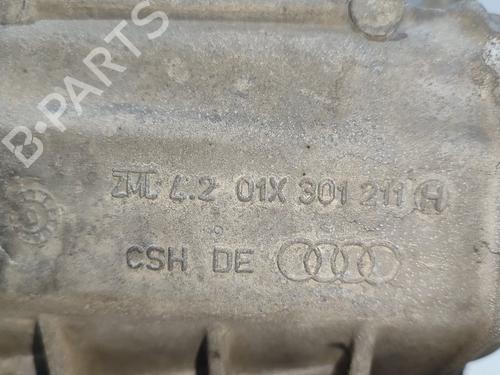 B-PARTS
ZML 4.2 01X 301 211 H
CSH DE